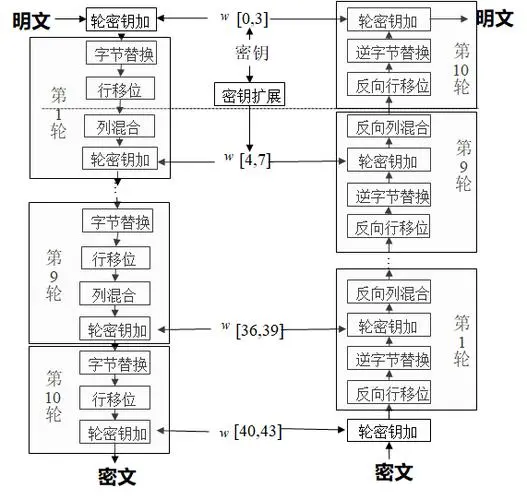 明文
轮密钥加
w [0,3]
轮密钥加
明文
字节替换
密钥
逆字节替换
行移位
密钥扩展
反向行移位
第1轮
第10轮
列混合
反向列混合
轮密钥加
w [4,7]
轮密钥加
第9轮
...
逆字节替换
字节替换
反向行移位
行移位
...
第9轮
列混合
反向列混合
轮密钥加
w [36,39]
轮密钥加
第1轮
字节替换
逆字节替换
第10轮
行移位
反向行移位
轮密钥加
w [40,43]
轮密钥加
密文
密文